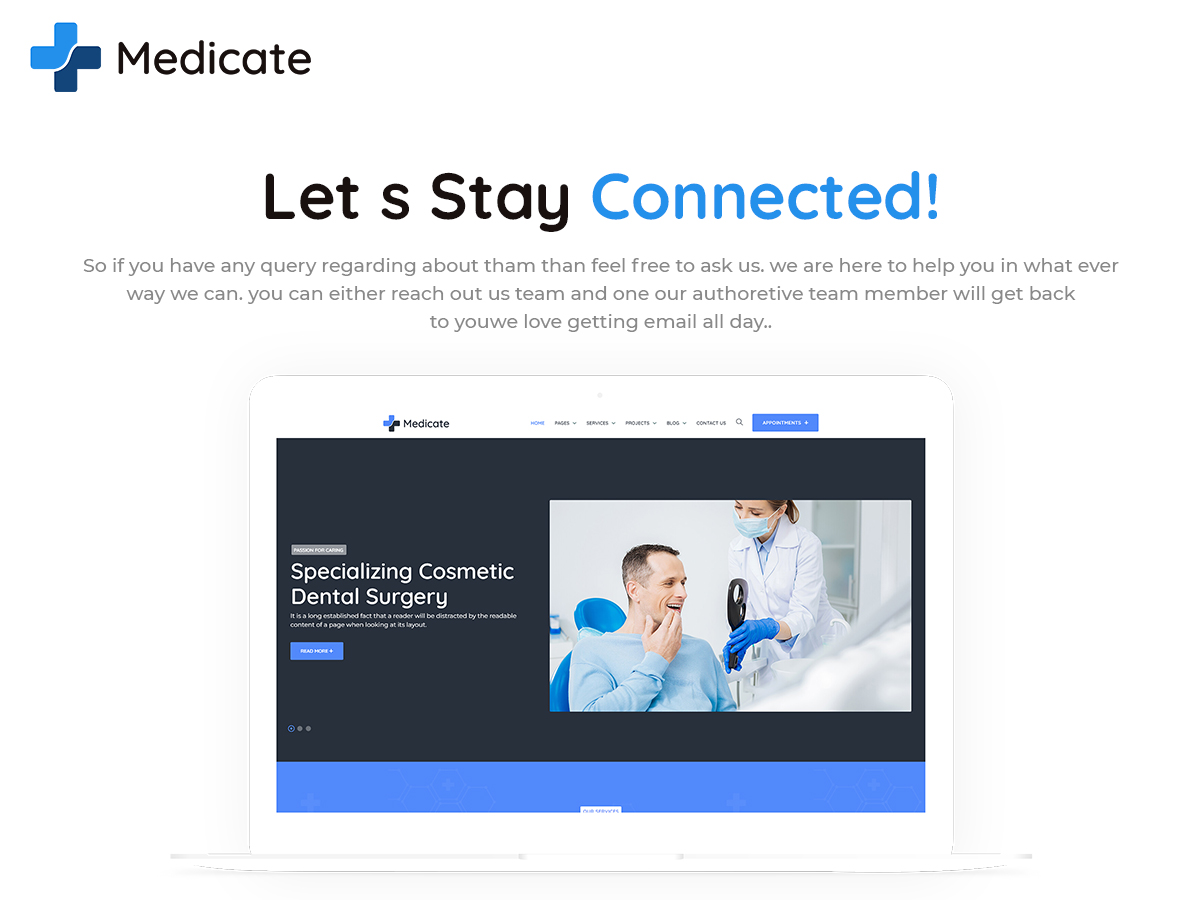 Medicate
Let s Stay Connected!
So if you have any query regarding about tham than feel free to ask us. we are here to help you in what ever
way we can. you can either reach out us team and one our authoretive team member will get back
to youwe love getting email all day..
Medicate HOME PAGES SERVICES PROJECTS BLOG CONTACT US APPOINTMENTS +
PASSION FOR CARING
Specializing Cosmetic
Dental Surgery
It is a long established fact that a reader will be distracted by the readable
content of a page when looking at its layout.
READ MORE +
OUR SERVICES